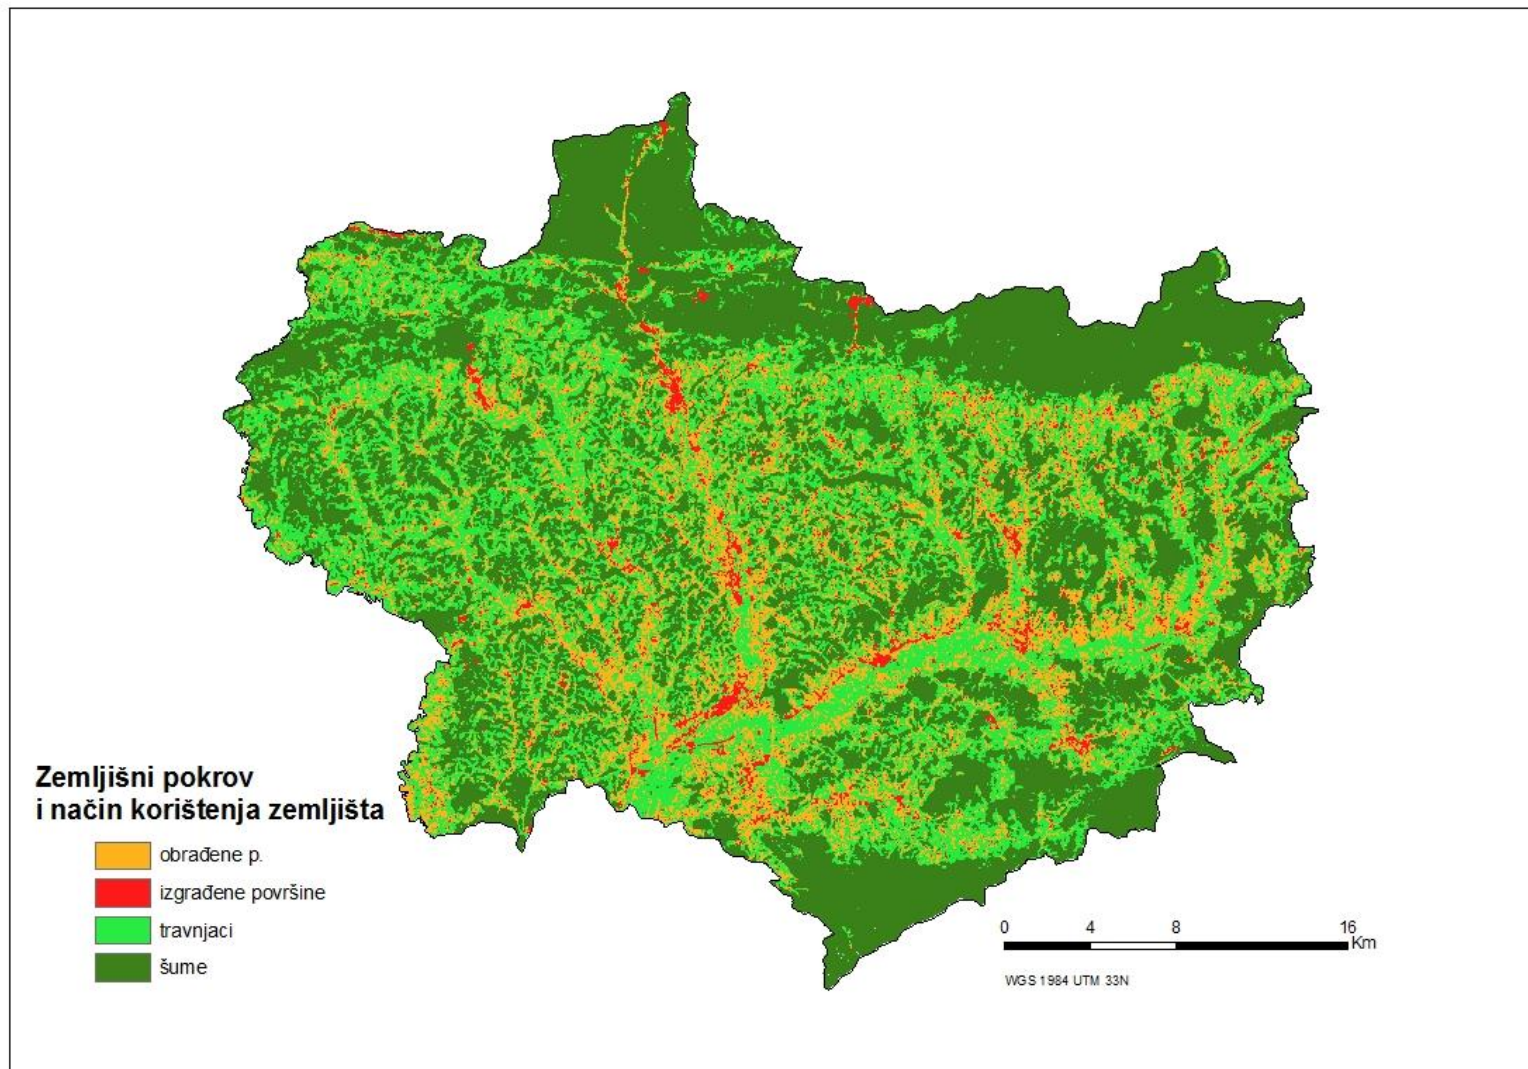 Zemljišni pokrov
i način korištenja zemljišta
obrađene p.
izgrađene površine
travnjaci
šume
0 4 8 16
Km
WGS 1984 UTM 33N